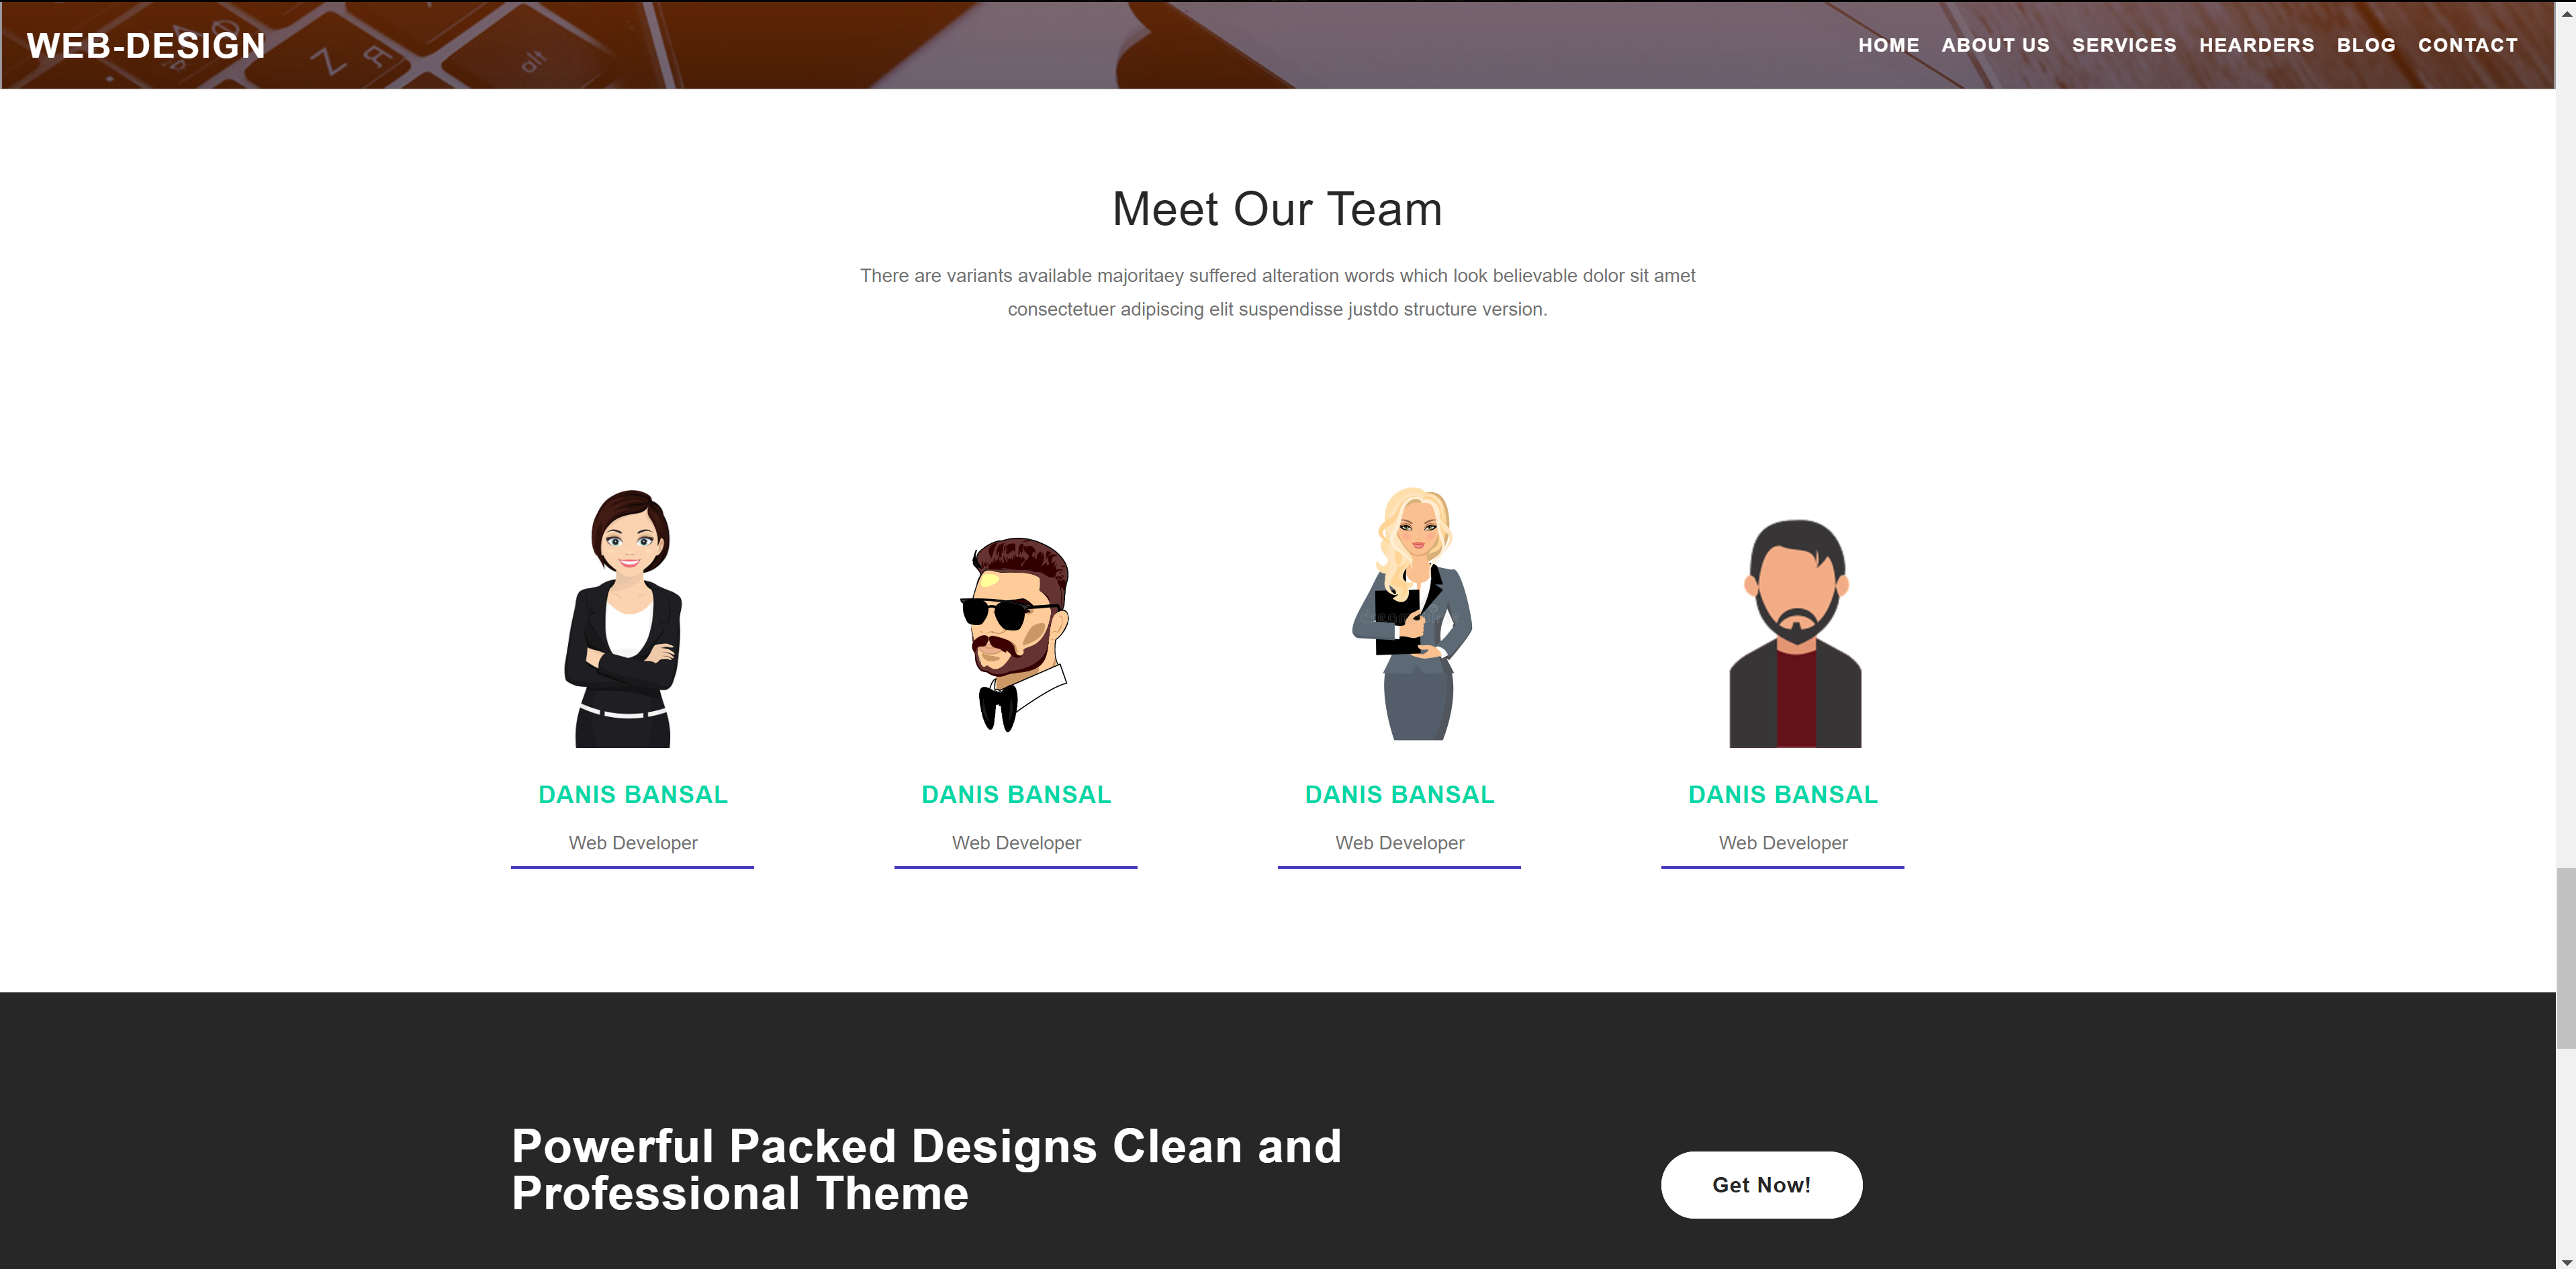 WEB-DESIGN
HOME ABOUT US SERVICES HEARDERS BLOG CONTACT
Meet Our Team
There are variants available majoritaey suffered alteration words which look believable dolor sit amet
consectetuer adipiscing elit suspendisse justdo structure version.
DANIS BANSAL DANIS BANSAL DANIS BANSAL DANIS BANSAL
Web Developer Web Developer Web Developer Web Developer
Powerful Packed Designs Clean and
Professional Theme
Get Now!